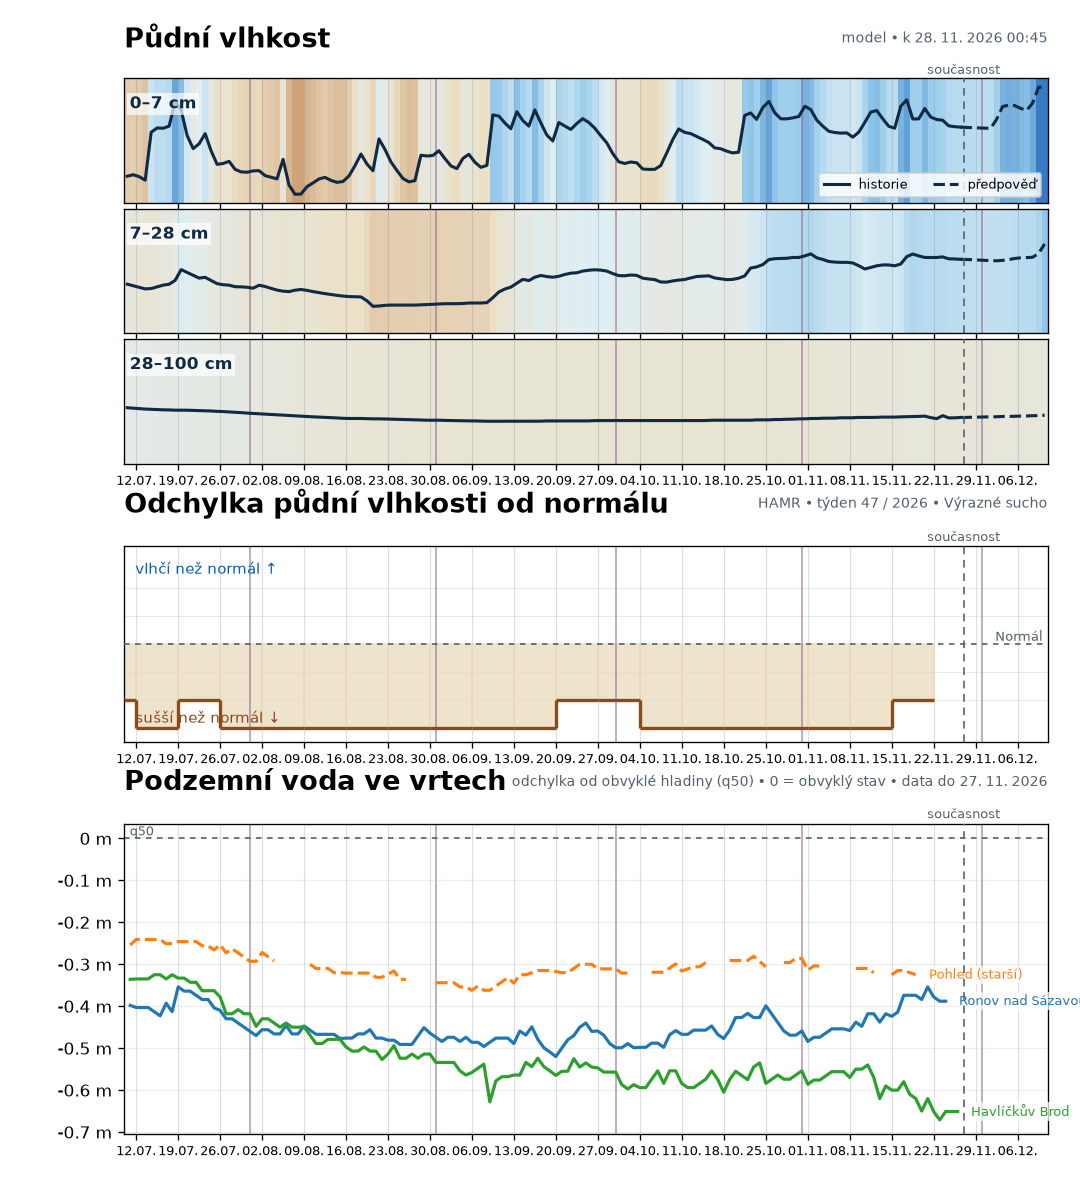 Půdní vlhkost
model • k 28. 11. 2026 00:45
současnost
0–7 cm
historie
předpověď
7–28 cm
28–100 cm
12.07. 19.07. 26.07. 02.08. 09.08. 16.08. 23.08. 30.08. 06.09. 13.09. 20.09. 27.09. 04.10. 11.10. 18.10. 25.10. 01.11. 08.11. 15.11. 22.11. 29.11. 06.12.
Odchylka půdní vlhkosti od normálu
HAMR • týden 47 / 2026 • Výrazné sucho
současnost
vlhčí než normál ↑
Normál
sušší než normál ↓
12.07. 19.07. 26.07. 02.08. 09.08. 16.08. 23.08. 30.08. 06.09. 13.09. 20.09. 27.09. 04.10. 11.10. 18.10. 25.10. 01.11. 08.11. 15.11. 22.11. 29.11. 06.12.
Podzemní voda ve vrtech
odchylka od obvyklé hladiny (q50) • 0 = obvyklý stav • data do 27. 11. 2026
současnost
q50
0 m
-0.1 m
-0.2 m
-0.3 m
Pohled (starší)
-0.4 m
Ronov nad Sázavou
-0.5 m
-0.6 m
Havlíčkův Brod
-0.7 m
12.07. 19.07. 26.07. 02.08. 09.08. 16.08. 23.08. 30.08. 06.09. 13.09. 20.09. 27.09. 04.10. 11.10. 18.10. 25.10. 01.11. 08.11. 15.11. 22.11. 29.11. 06.12.